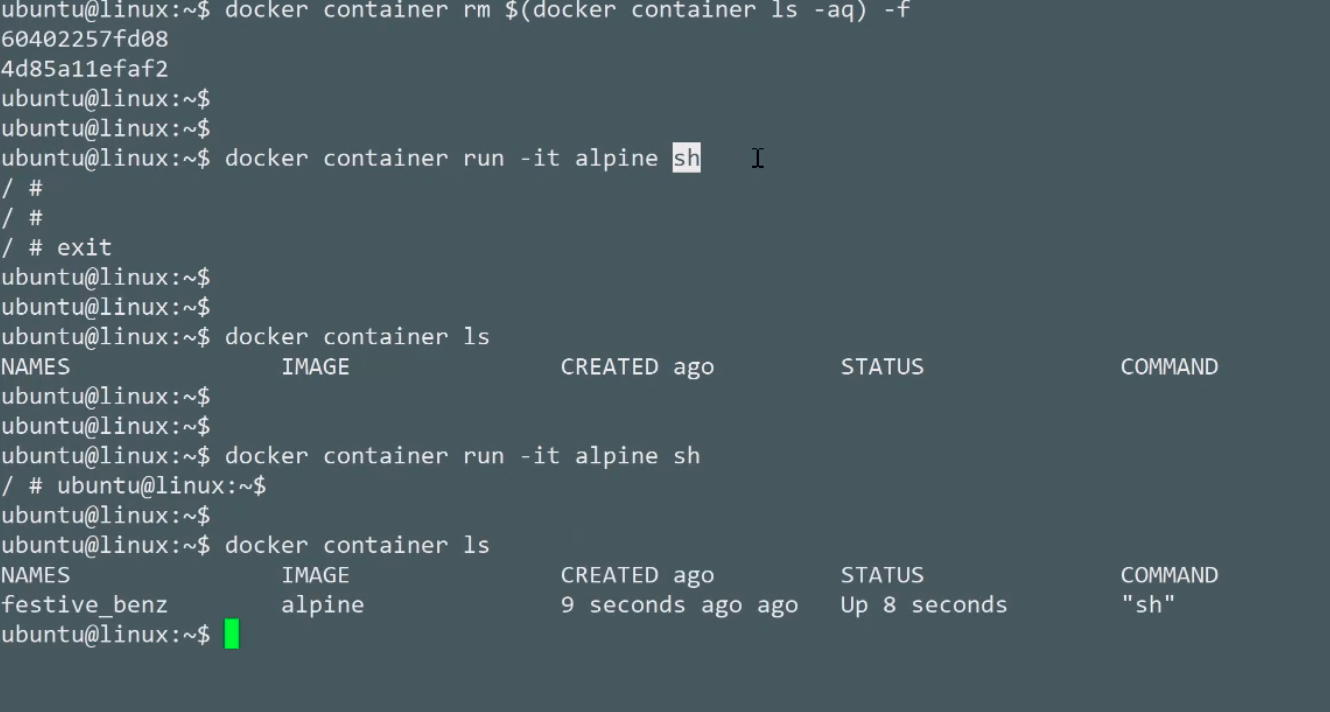 ubuntu@linux:~$ docker container rm $(docker container ls -aq) -f
60402257fd08
4d85a11efaf2
ubuntu@linux:~$
ubuntu@linux:~$
ubuntu@linux:~$ docker container run -it alpine sh
/ #
/ #
/ # exit
ubuntu@linux:~$
ubuntu@linux:~$
ubuntu@linux:~$ docker container ls
NAMES IMAGE CREATED ago STATUS COMMAND
ubuntu@linux:~$
ubuntu@linux:~$
ubuntu@linux:~$ docker container run -it alpine sh
/ # ubuntu@linux:~$
ubuntu@linux:~$
ubuntu@linux:~$ docker container ls
NAMES IMAGE CREATED ago STATUS COMMAND
festive_benz alpine 9 seconds ago ago Up 8 seconds "sh"
ubuntu@linux:~$